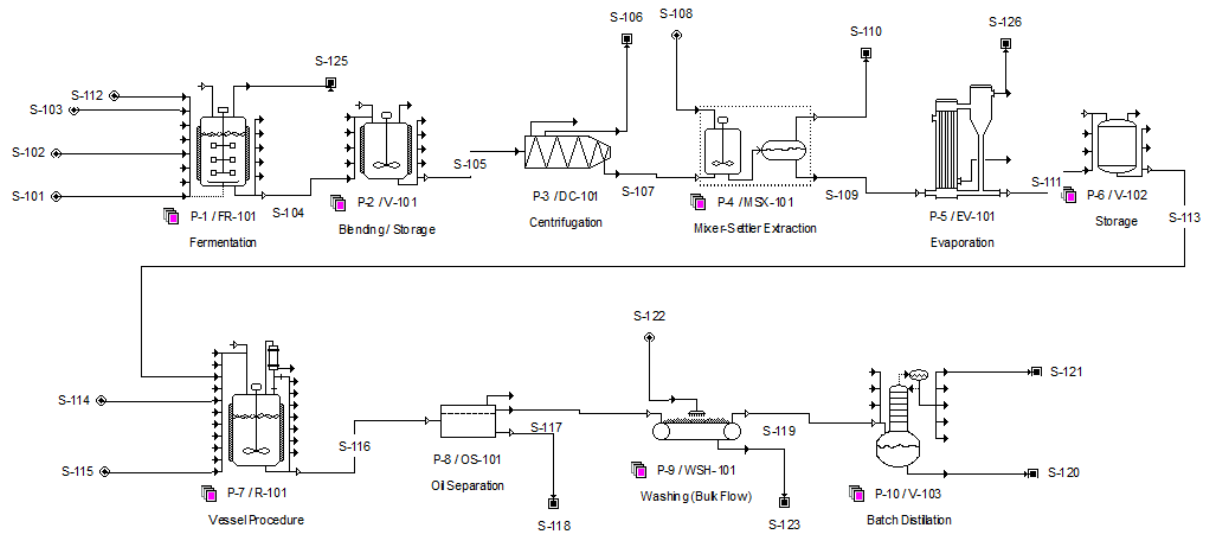 S-106
S-108
S-126
S-110
S-125
S-112
S-103
S-102
S-101
S-104
S-105
S-107
S-109
S-111
S-113
P-1 / FR-101
Fermentation
P-2 / V-101
Blending / Storage
P-3 / DC-101
Centrifugation
P-4 / MSX-101
Mixer-Settler Extraction
P-5 / EV-101
Evaporation
P-6 / V-102
Storage
S-122
S-114
S-115
S-116
S-117
S-118
S-119
S-121
S-120
S-123
P-7 / R-101
Vessel Procedure
P-8 / OS-101
Oil Separation
P-9 / WSH-101
Washing (Bulk Flow)
P-10 / V-103
Batch Distillation